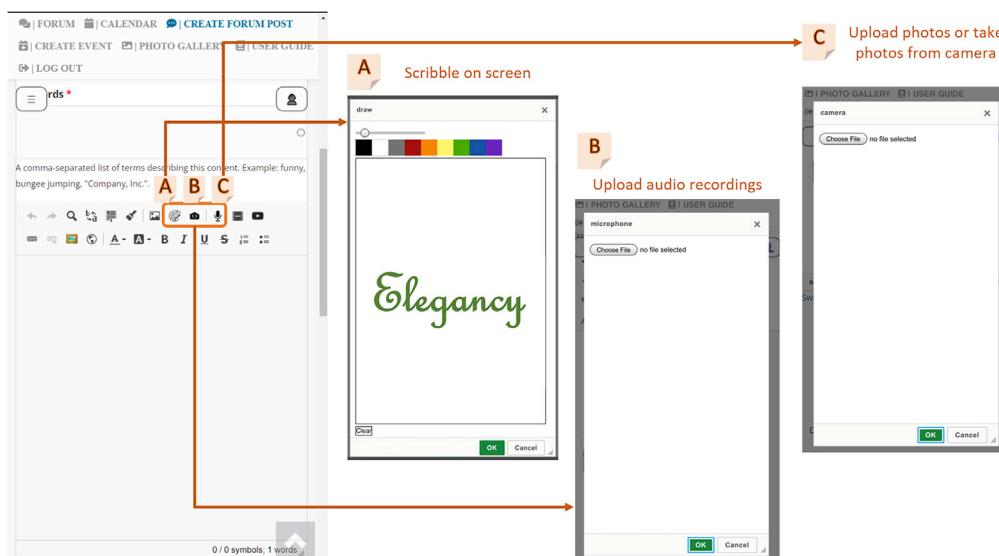 | FORUM | CALENDAR | CREATE FORUM POST
| CREATE EVENT | PHOTO GALLERY | USER GUIDE
| LOG OUT
rds *
A comma-separated list of terms describing this content. Example: funny,
bungee jumping, "Company, Inc.".
A B C
A A B I U S
0 / 0 symbols; 1 words
A Scribble on screen
draw
Elegancy
Clear
OK Cancel
B
Upload audio recordings
| PHOTO GALLERY | USER GUIDE
microphone
Choose File no file selected
OK Cancel
C Upload photos or take
photos from camera
| PHOTO GALLERY | USER GUIDE
camera
Choose File no file selected
OK Cancel